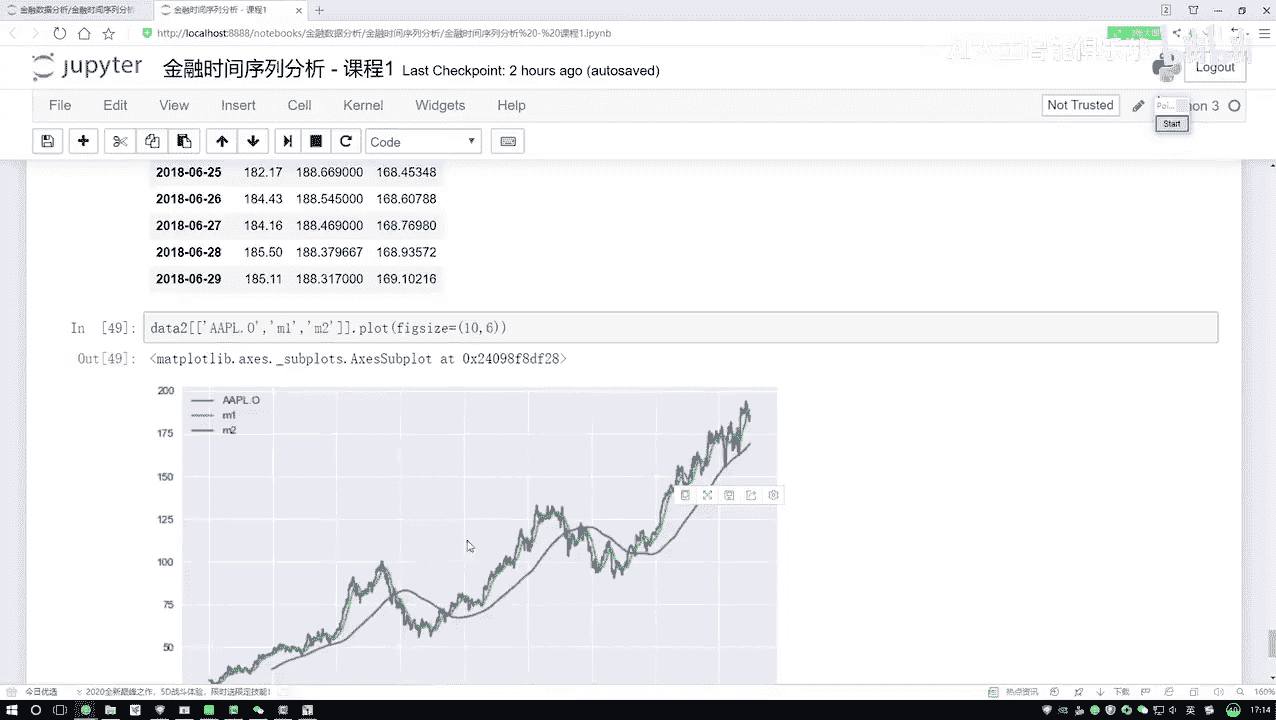 金融数据分析/金融时间序列分
金融时间序列分析 - 课程1
2
http://localhost:8888/notebooks/金融数据分析/金融时间序列分析/金融时间序列分析%20-%20课程1.ipynb
jupyter 金融时间序列分析 - 课程1 Last Checkpoint: 2 hours ago (autosaved)
Logout
File Edit View Insert Cell Kernel Widgets Help
Not Trusted
Start
Code
2018-06-25 182.17 188.669000 168.45348
2018-06-26 184.43 188.545000 168.60788
2018-06-27 184.16 188.469000 168.76980
2018-06-28 185.50 188.379667 168.93572
2018-06-29 185.11 188.317000 169.10216
In [49]: data2[['AAPL.O','m1','m2']].plot(figsize=(10,6))
Out[49]: <matplotlib.axes._subplots.AxesSubplot at 0x24098f8df28>
200
AAPL.O
m1
m2
175
150
125
100
75
50
今日优选 2020全新巅峰之作，5D战斗体验，限时送限定技能！ 热点资讯 下载 160%
英 17:14